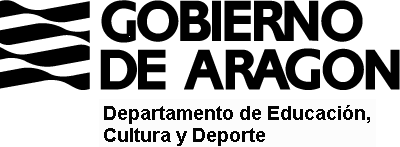 GOBIERNO
DE ARAGON
Departamento de Educación,
Cultura y Deporte